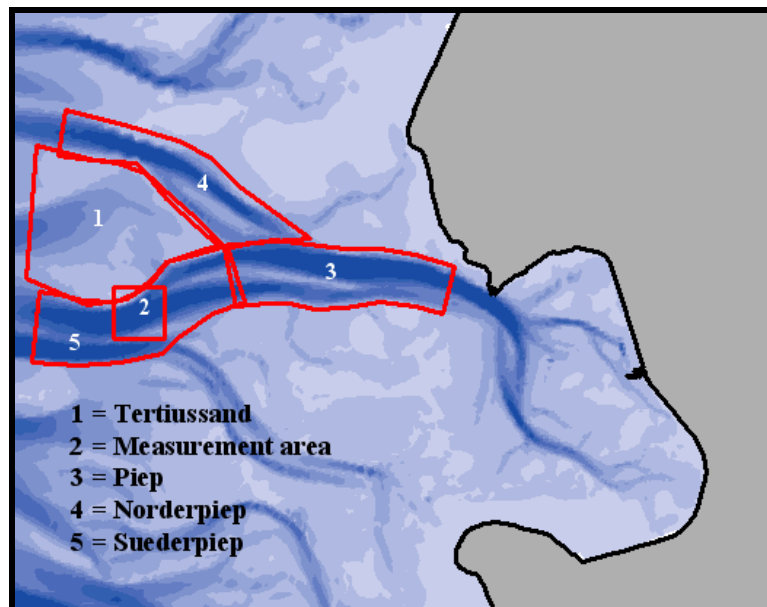 4
1
3
2
5
1 = Tertiussand
2 = Measurement area
3 = Piep
4 = Norderpiep
5 = Suederpiep